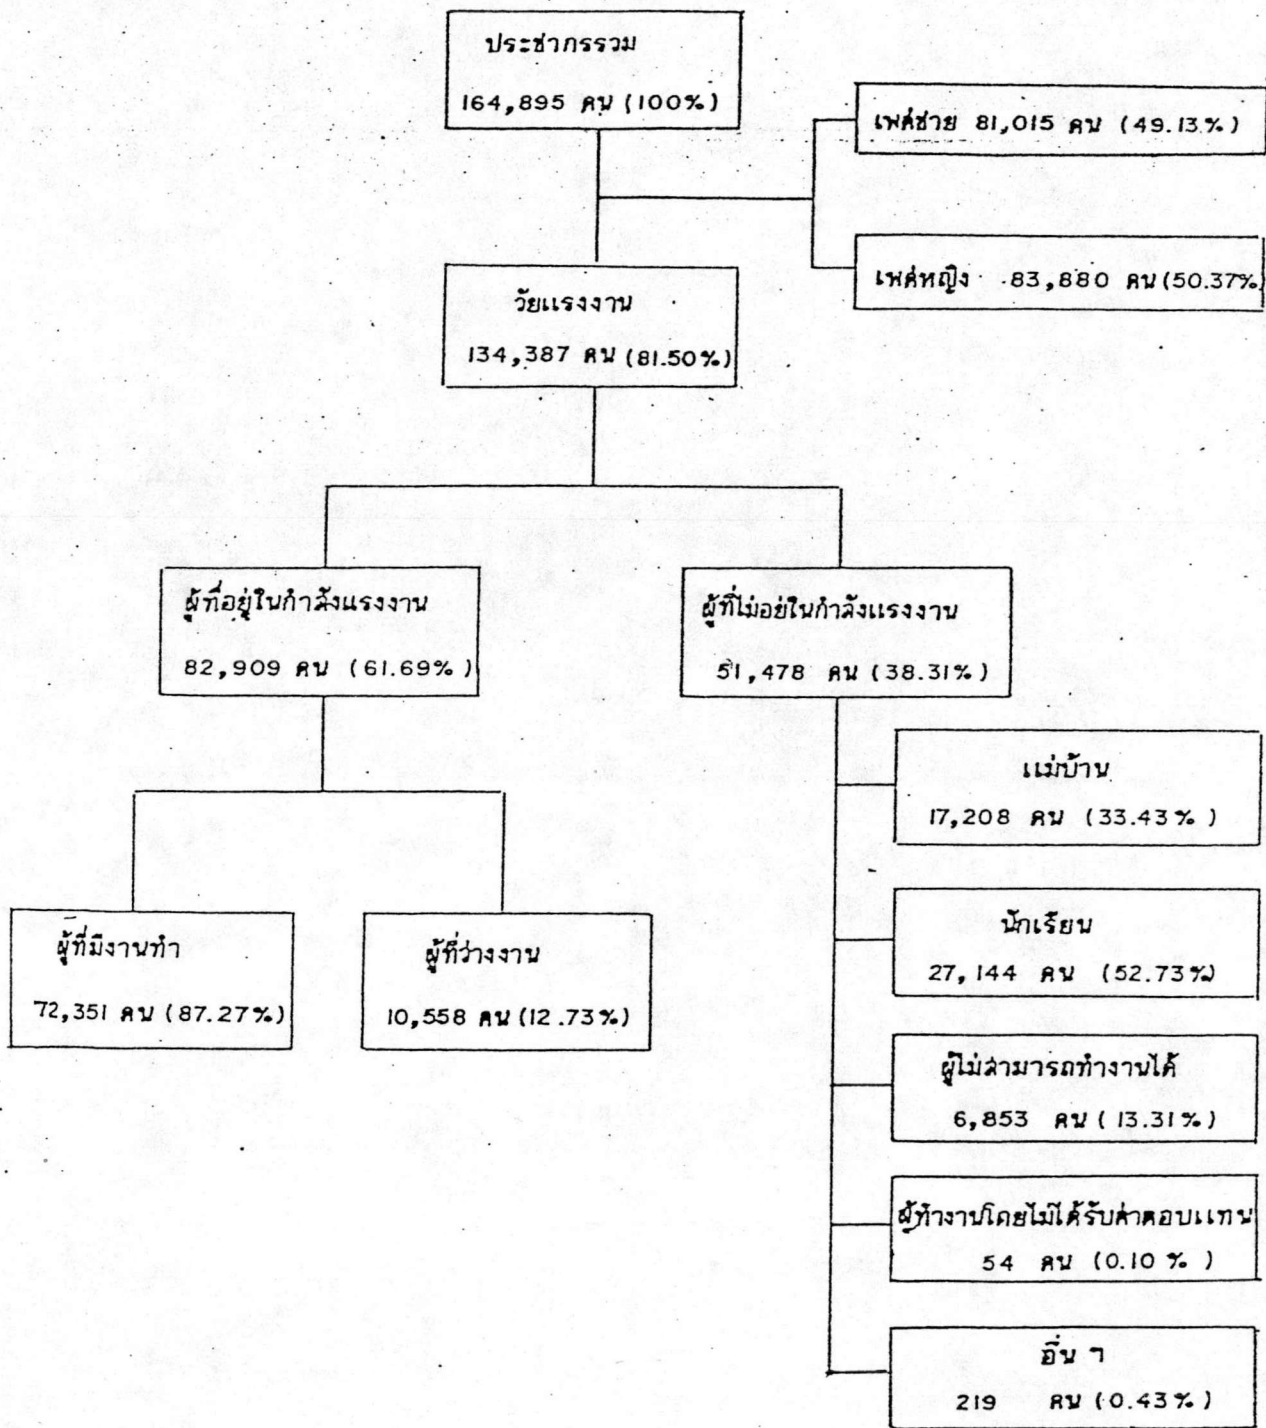 ประชากรรวม
164,895 คน (100%)
เพศชาย 81,015 คน (49.13%)
เพศหญิง 83,880 คน (50.37%)
วัยแรงงาน
134,387 คน (81.50%)
ผู้ที่อยู่ในกำลังแรงงาน
82,909 คน (61.69%)
ผู้ที่ไม่อยู่ในกำลังแรงงาน
51,478 คน (38.31%)
แม่บ้าน
17,208 คน (33.43%)
นักเรียน
27,144 คน (52.73%)
ผู้ที่มีงานทำ
72,351 คน (87.27%)
ผู้ที่ว่างงาน
10,558 คน (12.73%)
ผู้ไม่สามารถทำงานได้
6,853 คน (13.31%)
ผู้ทำงานโดยไม่ได้รับค่าตอบแทน
54 คน (0.10%)
อื่น ๆ
219 คน (0.43%)